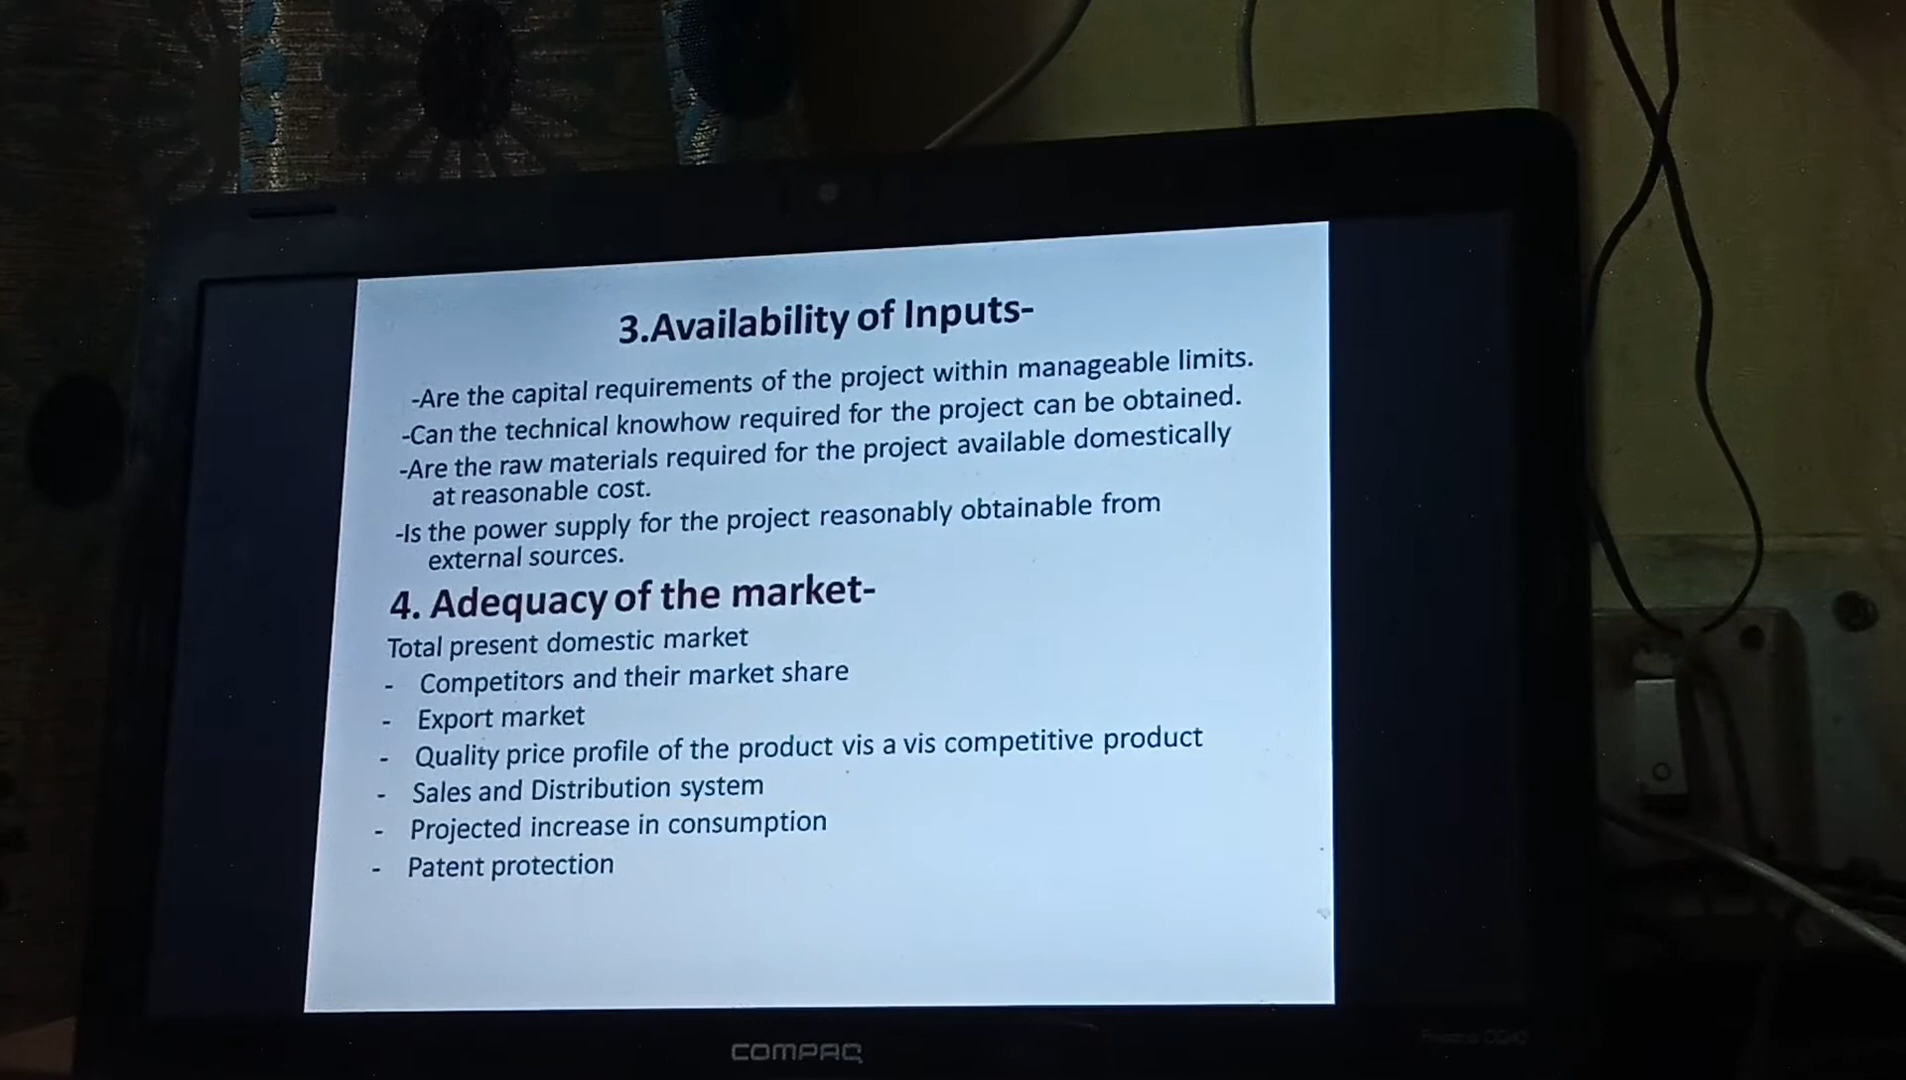 3.Availability of Inputs-
-Are the capital requirements of the project within manageable limits.
-Can the technical knowhow required for the project can be obtained.
-Are the raw materials required for the project available domestically
at reasonable cost.
-Is the power supply for the project reasonably obtainable from
external sources.
4. Adequacy of the market-
Total present domestic market
- Competitors and their market share
- Export market
- Quality price profile of the product vis a vis competitive product
- Sales and Distribution system
- Projected increase in consumption
- Patent protection
COMPAQ